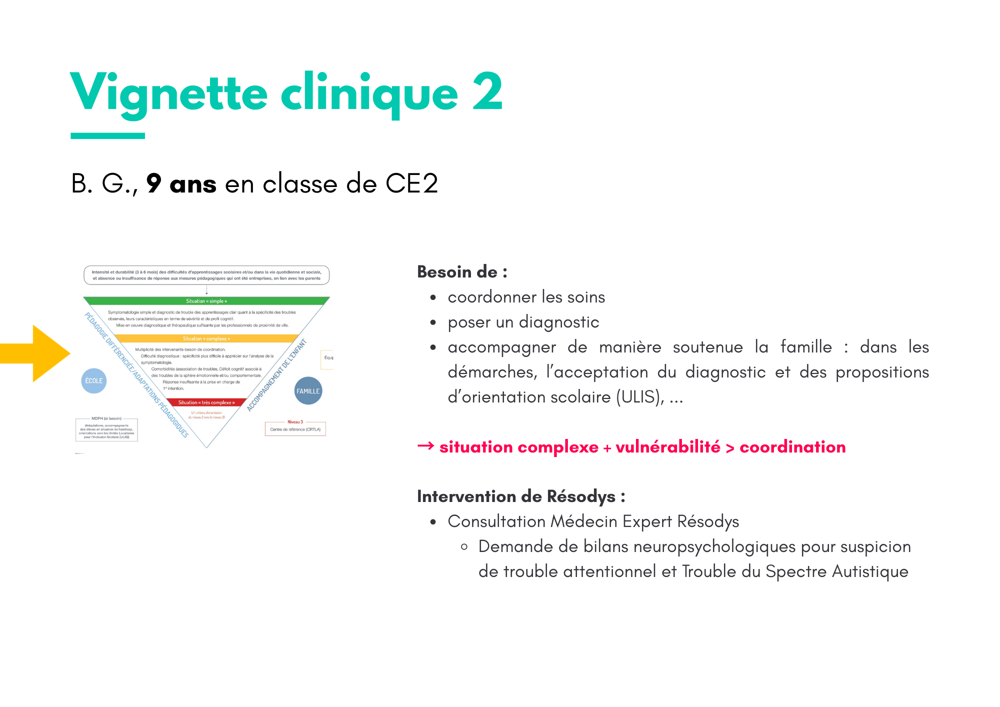 Vignette clinique 2
B. G., 9 ans en classe de CE2
Intensité et durabilité (3 à 6 mois) des difficultés d'apprentissages scolaires et/ou dans la vie quotidienne et sociale,
et absence ou insuffisance de réponse aux mesures pédagogiques qui ont été entreprises, en lien avec les parents
Situation « simple »
Symptomatologie simple et diagnostic de trouble des apprentissages clair quant à la spécificité des troubles
observés, leurs caractéristiques en terme de sévérité et de profil cognitif.
Mise en oeuvre diagnostique et thérapeutique suffisante par les professionnels de proximité de ville.
Situation « complexe »
Multiplicité des intervenants-besoin de coordination.
Difficulté diagnostique : spécificité plus difficile à apprécier sur l'analyse de la
symptomatologie.
Comorbidités (association de troubles, Déficit cognitif associé à
des troubles de la sphère émotionnelle et/ou comportementale.
Réponse insuffisante à la prise en charge de
1re intention.
Situation « très complexe »
(cf. critères d'orientation
du niveau 2 vers le niveau 3)
PÉDAGOGIE DIFFÉRENCIÉE/ADAPTATIONS PÉDAGOGIQUES
ACCOMPAGNEMENT DE L'ENFANT
ÉCOLE
FAMILLE
Équip
MDPH (si besoin)
(Adaptations, accompagnants
des élèves en situation de handicap,
orientations vers les Unités Localisées
pour l'Inclusion Scolaire (ULIS))
Niveau 3
Centre de référence (CRTLA)
Besoin de :
• coordonner les soins
• poser un diagnostic
• accompagner de manière soutenue la famille : dans les
démarches, l'acceptation du diagnostic et des propositions
d'orientation scolaire (ULIS), ...
→ situation complexe + vulnérabilité > coordination
Intervention de Résodys :
• Consultation Médecin Expert Résodys
◦ Demande de bilans neuropsychologiques pour suspicion
de trouble attentionnel et Trouble du Spectre Autistique